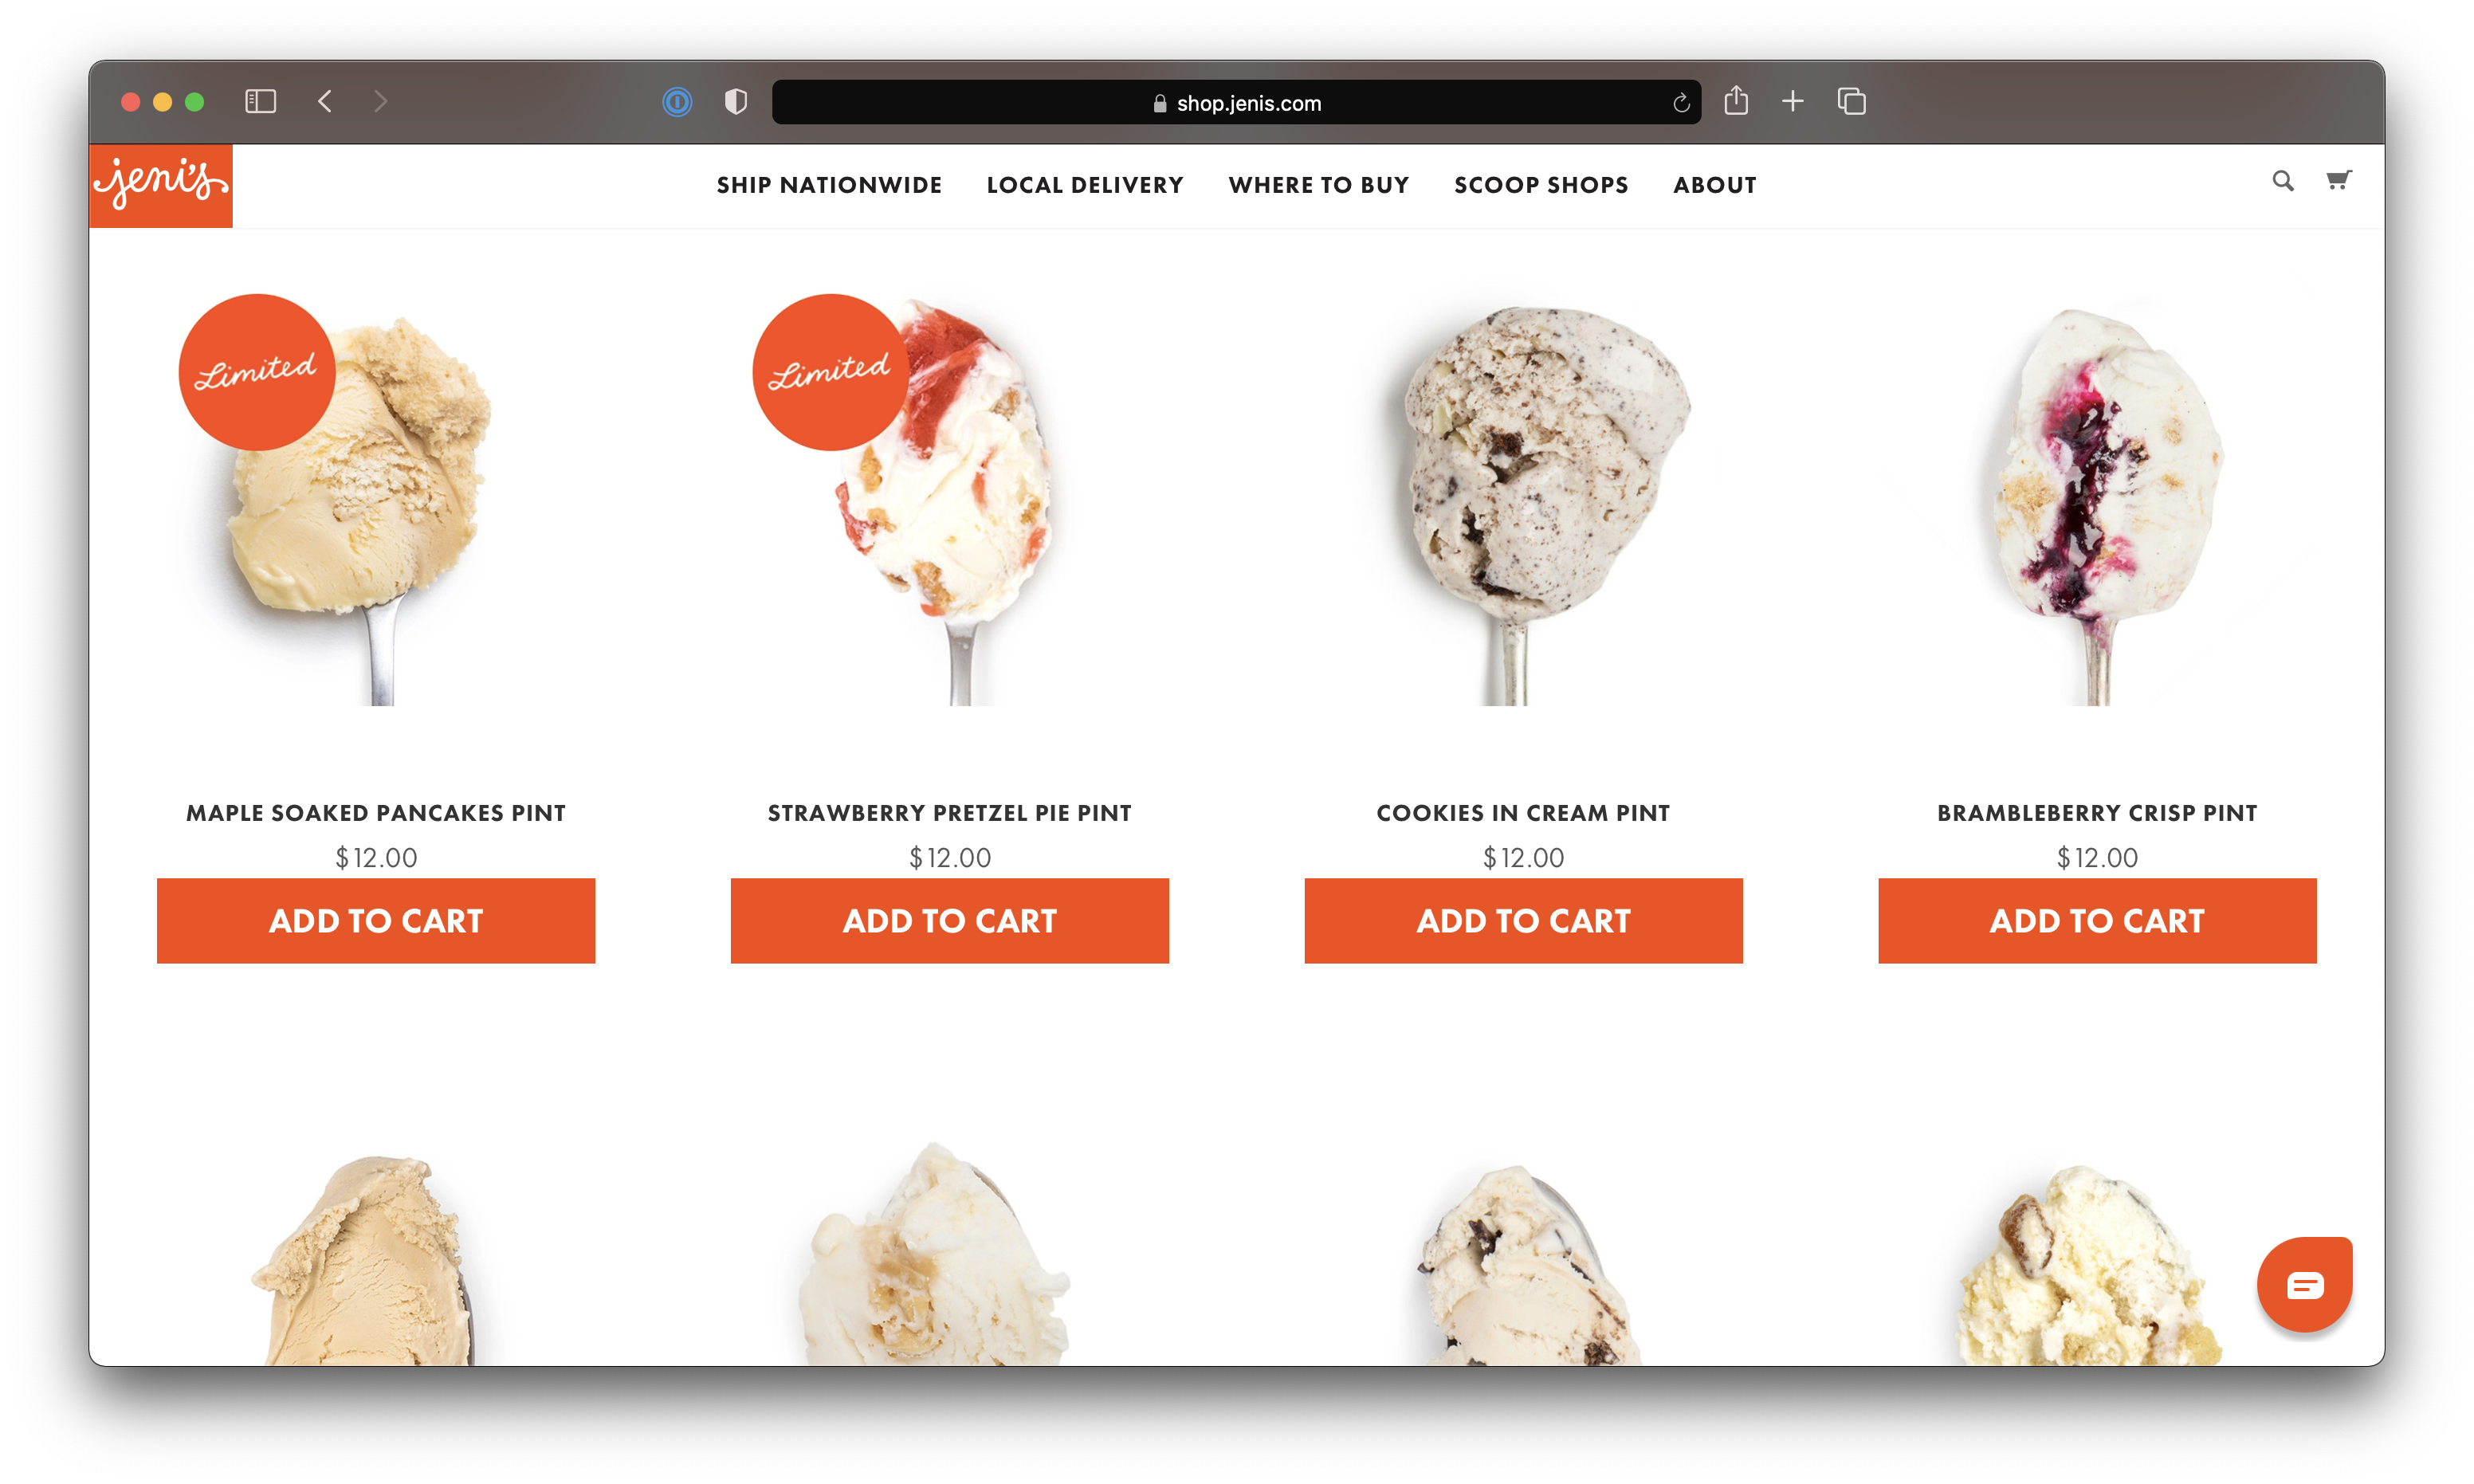 shop.jenis.com
jeni's
SHIP NATIONWIDE
LOCAL DELIVERY
WHERE TO BUY
SCOOP SHOPS
ABOUT
Limited
Limited
MAPLE SOAKED PANCAKES PINT
$12.00
ADD TO CART
STRAWBERRY PRETZEL PIE PINT
$12.00
ADD TO CART
COOKIES IN CREAM PINT
$12.00
ADD TO CART
BRAMBLEBERRY CRISP PINT
$12.00
ADD TO CART